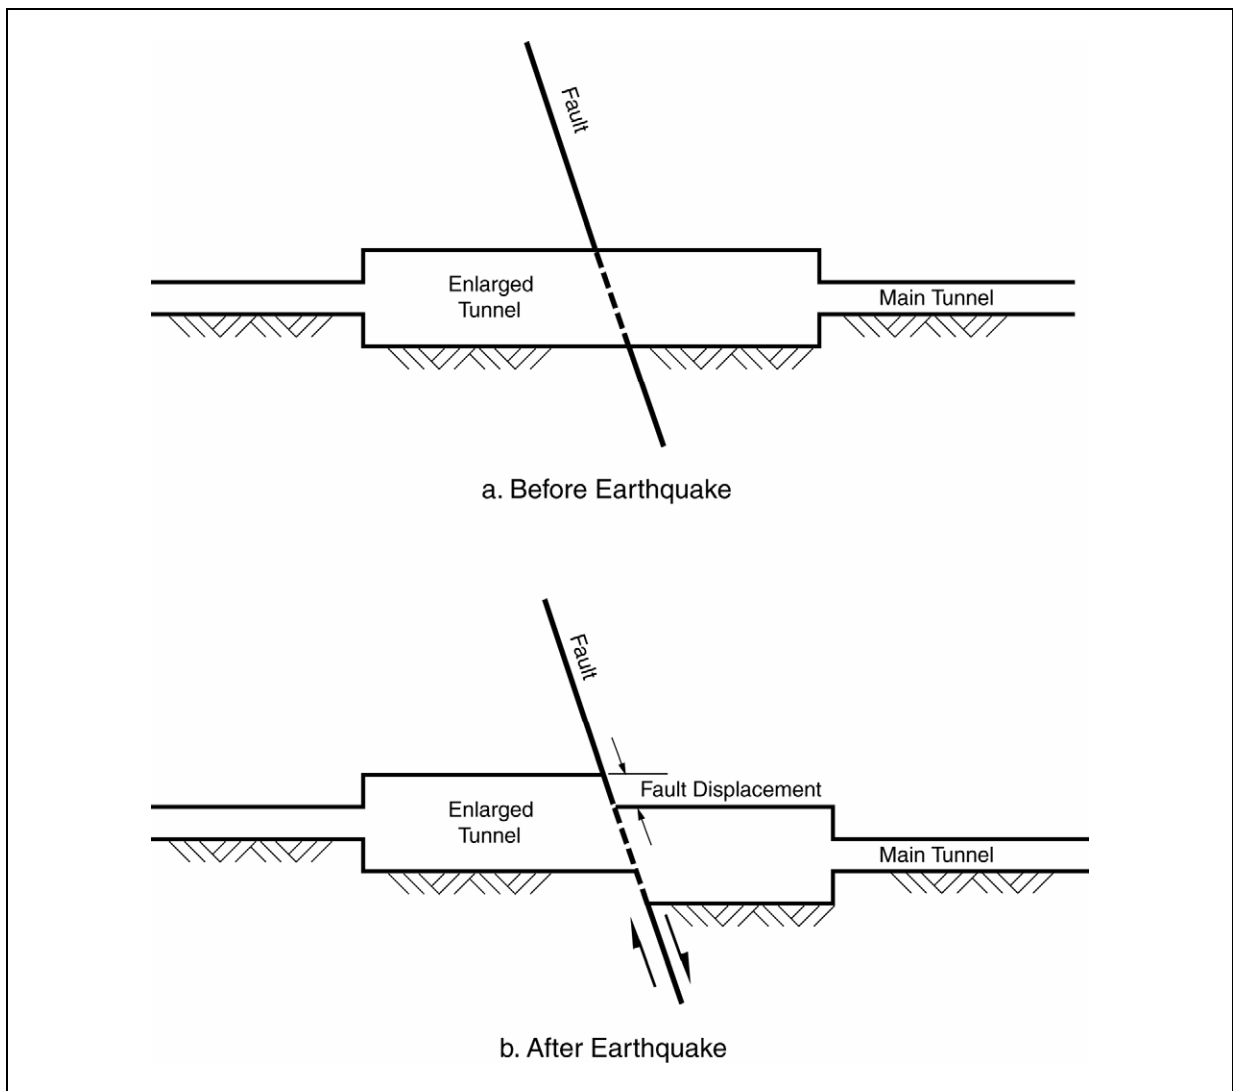 Fault
Enlarged
Tunnel
Main Tunnel
a. Before Earthquake
Fault
Fault Displacement
Enlarged
Tunnel
Main Tunnel
b. After Earthquake